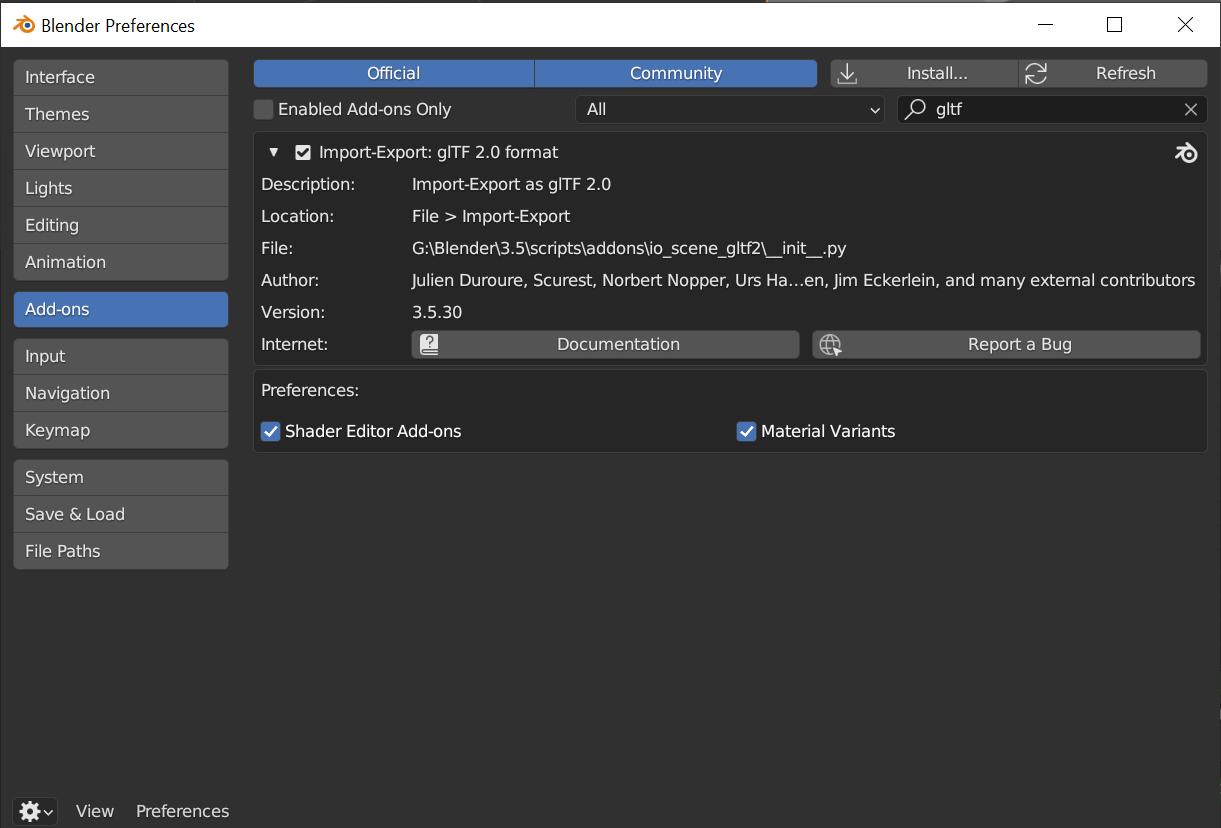 Blender Preferences
Interface
Themes
Viewport
Lights
Editing
Animation
Add-ons
Input
Navigation
Keymap
System
Save & Load
File Paths
Official Community Install... Refresh
Enabled Add-ons Only All gltf
Import-Export: glTF 2.0 format
Description: Import-Export as glTF 2.0
Location: File > Import-Export
File: G:\Blender\3.5\scripts\addons\io_scene_gltf2\__init__.py
Author: Julien Duroure, Scurest, Norbert Nopper, Urs Ha...en, Jim Eckerlein, and many external contributors
Version: 3.5.30
Internet: Documentation Report a Bug
Preferences:
Shader Editor Add-ons Material Variants
View Preferences